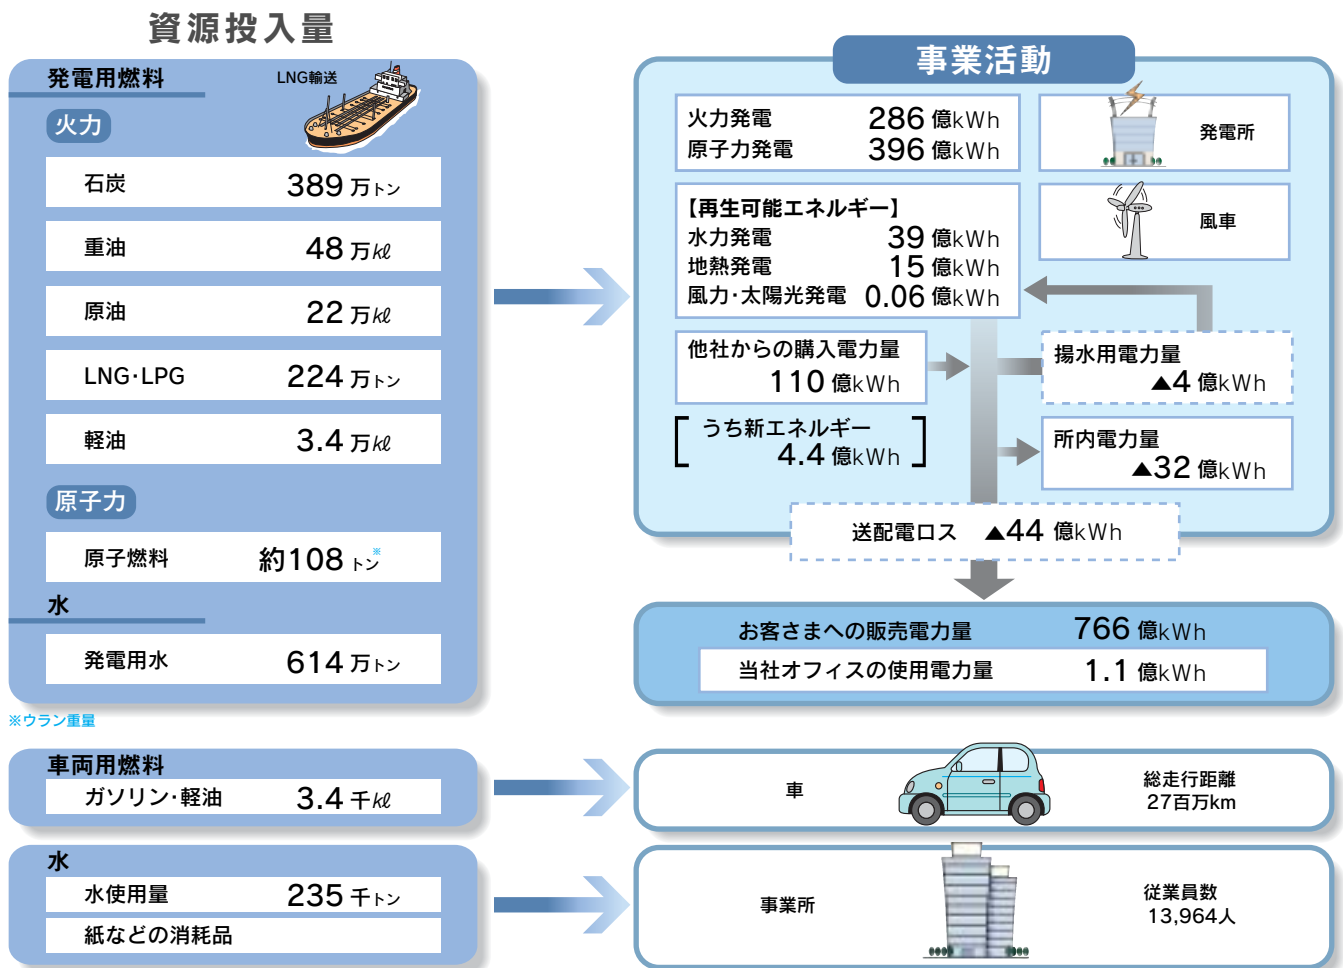 資源投入量
発電用燃料
LNG輸送
火力
石炭 389 万トン
重油 48 万㎘
原油 22 万㎘
LNG･LPG 224 万トン
軽油 3.4 万㎘
原子力
原子燃料 約108 トン※
水
発電用水 614 万トン
※ウラン重量
事業活動
火力発電 286 億kWh
原子力発電 396 億kWh
発電所
【再生可能エネルギー】
水力発電 39 億kWh
地熱発電 15 億kWh
風力･太陽光発電 0.06 億kWh
風車
他社からの購入電力量
110 億kWh
うち新エネルギー
4.4 億kWh
揚水用電力量
▲4 億kWh
所内電力量
▲32 億kWh
送配電ロス ▲44 億kWh
お客さまへの販売電力量 766 億kWh
当社オフィスの使用電力量 1.1 億kWh
車両用燃料
ガソリン･軽油 3.4 千㎘
車
総走行距離
27百万km
水
水使用量 235 千トン
紙などの消耗品
事業所
従業員数
13,964人